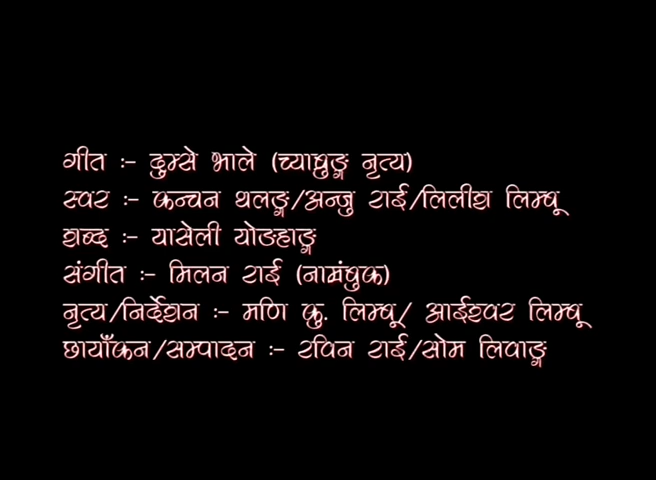 गीत :- दुम्से भाले (च्याब्रुङ्ग नृत्य)
स्वर :- कन्चन थलङ्ग/अन्जु राई/लिलीश लिम्बू
शब्द :- यासेली योङहाङ्ग
संगीत :- मिलन राई (नाम्रंघुक)
नृत्य/निर्देशन :- मणि कु. लिम्बू/ आईश्वर लिम्बू
छायाँकन/सम्पादन :- रविन राई/सोम लिवाङ्ग